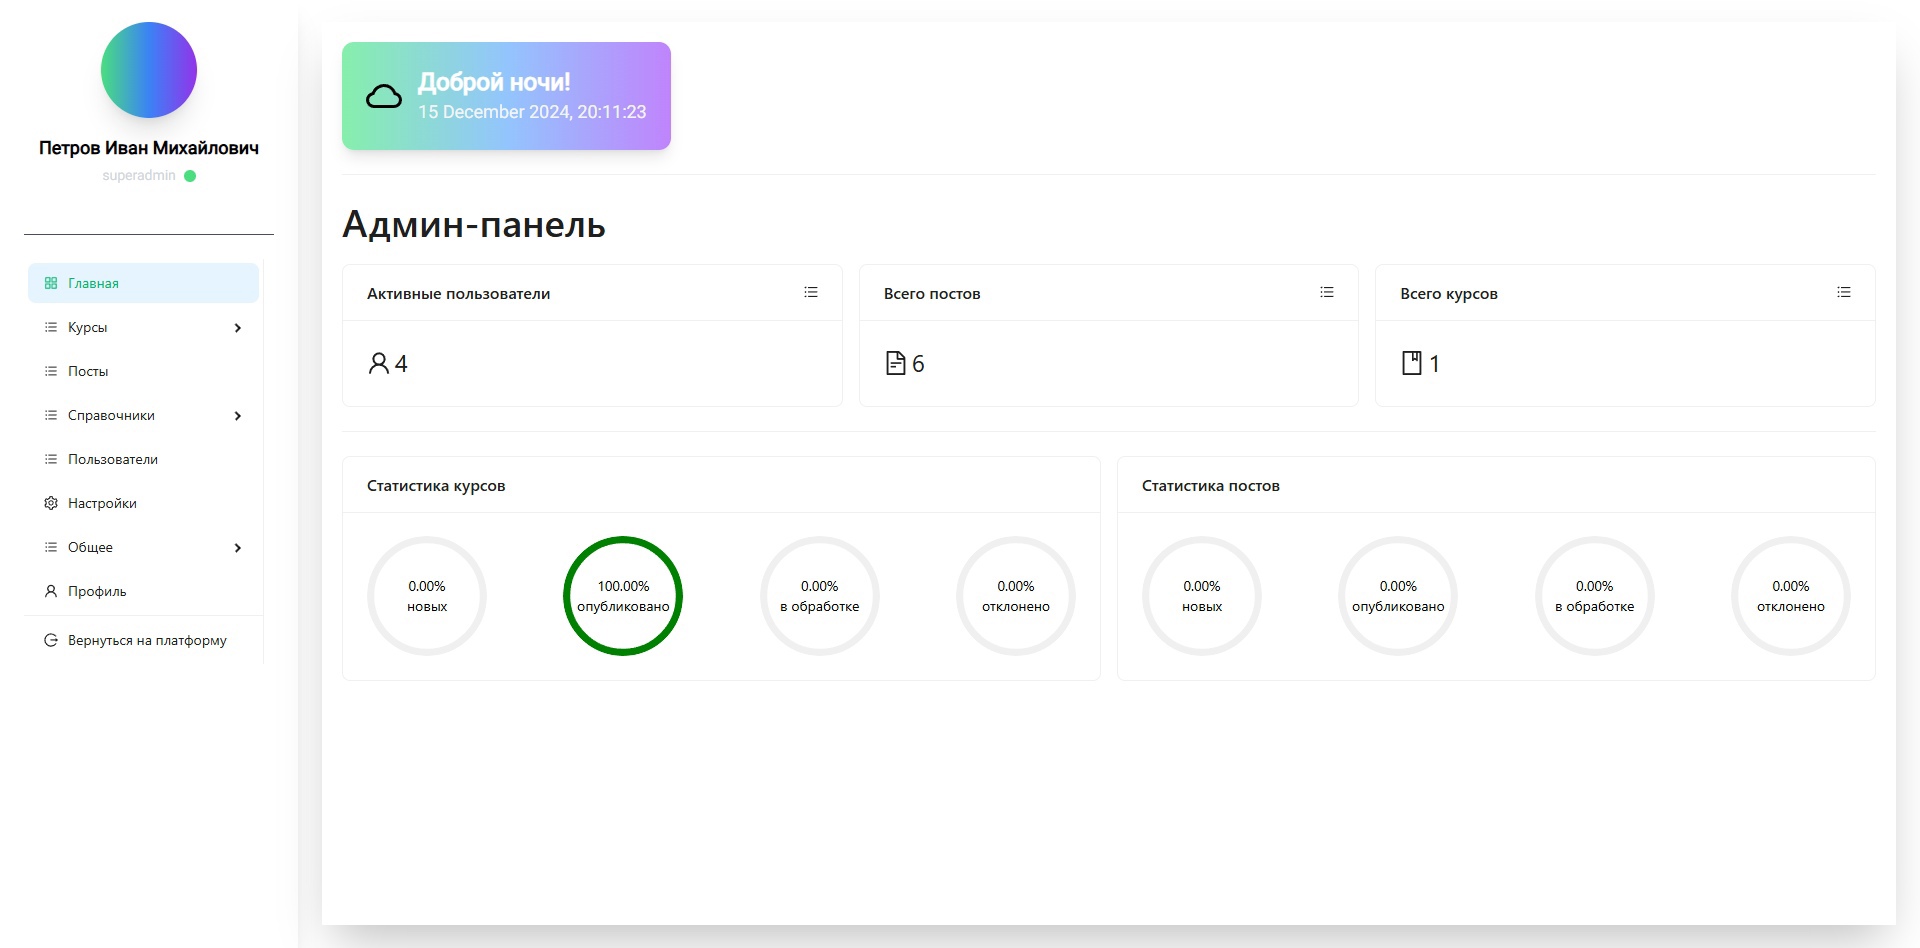 Петров Иван Михайлович
superadmin
Главная
Курсы
Посты
Справочники
Пользователи
Настройки
Общее
Профиль
Вернуться на платформу
Доброй ночи!
15 December 2024, 20:11:23
Админ-панель
Активные пользователи
4
Всего постов
6
Всего курсов
1
Статистика курсов
0.00%
новых
100.00%
опубликовано
0.00%
в обработке
0.00%
отклонено
Статистика постов
0.00%
новых
0.00%
опубликовано
0.00%
в обработке
0.00%
отклонено